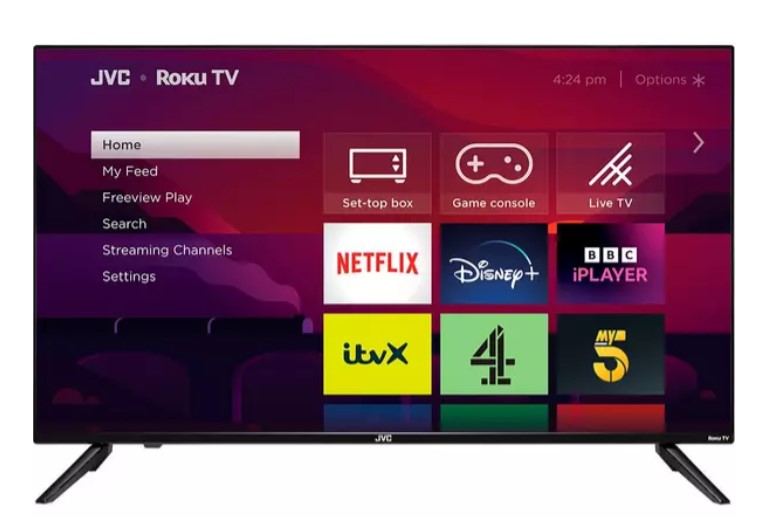 JVC • Roku TV
4:24 pm | Options
Home
My Feed
Freeview Play
Search
Streaming Channels
Settings
Set-top box
Game console
Live TV
NETFLIX
Disney+
BBC
iPLAYER
itvX
4
MY
5
JVC
Roku TV